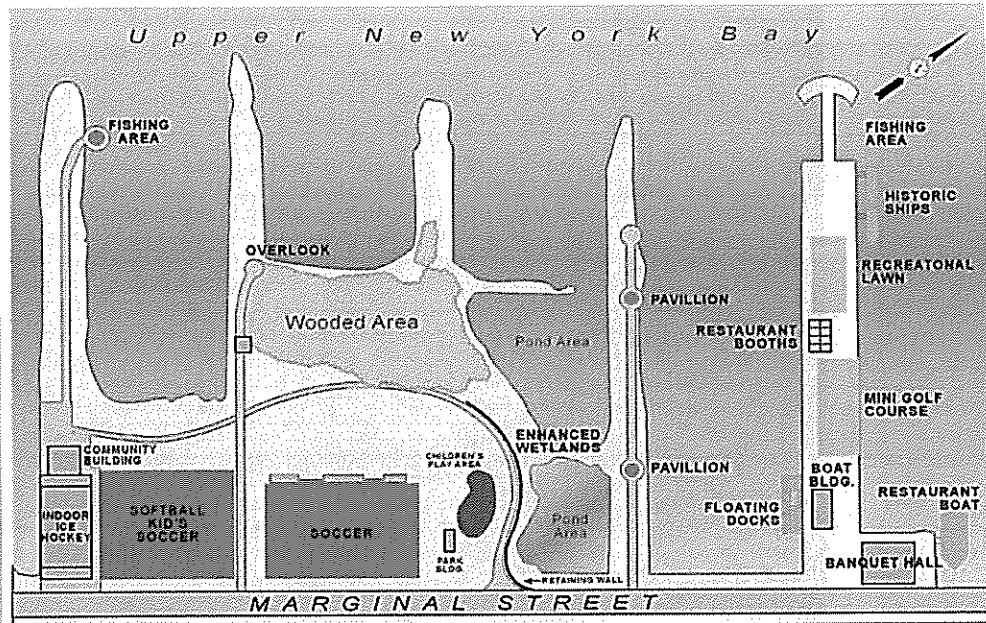 Upper New York Bay
FISHING
AREA
FISHING
AREA
HISTORIC
SHIPS
OVERLOOK
RECREATONAL
LAWN
Wooded Area
PAVILLION
Pond Area
RESTAURANT
BOOTHS
MINI GOLF
COURSE
ENHANCED
WETLANDS
COMMUNITY
BUILDING
CHILDREN'S
PLAY AREA
PAVILLION
BOAT
BLDG.
INDOOR
ICE
HOCKEY
SOFTBALL
KID'S
SOCCER
SOCCER
PARK
BLDG.
Pond
Area
FLOATING
DOCKS
RESTAURANT
BOAT
BANQUET HALL
RETAINING WALL
MARGINAL STREET